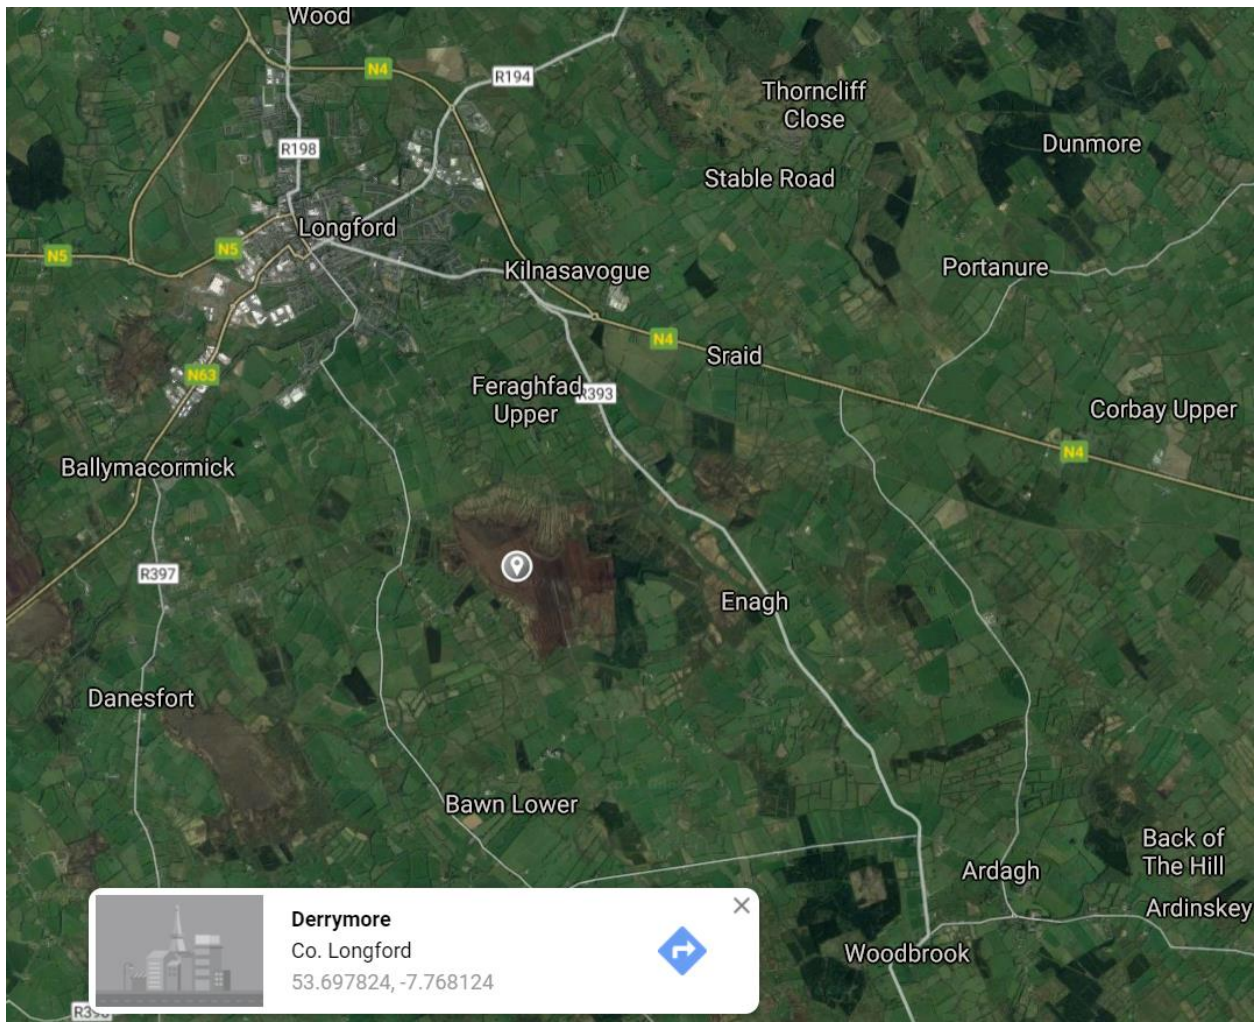 Wood
N4
R194
Thorncliff
Close
Dunmore
R198
Stable Road
Longford
N5
N5
Kilnasavogue
Portanure
N4
Sraid
N63
Feraghfad
Upper
R393
Corbay Upper
N4
Ballymacormick
R397
Enagh
Danesfort
Bawn Lower
Back of
The Hill
Ardagh
Ardinskey
Woodbrook
Derrymore
Co. Longford
53.697824, -7.768124